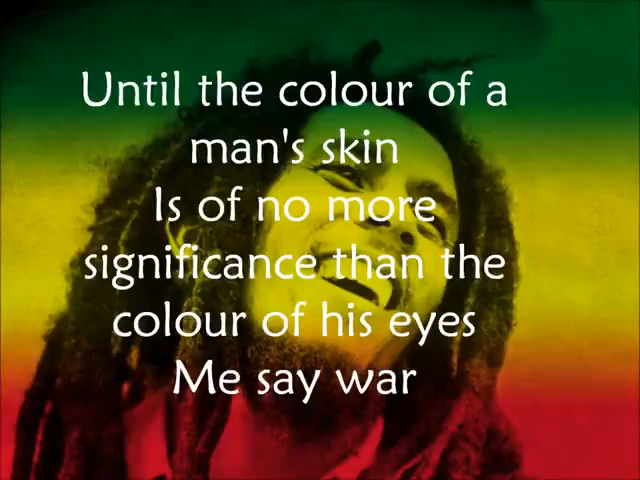 Until the colour of a
man's skin
Is of no more
significance than the
colour of his eyes
Me say war